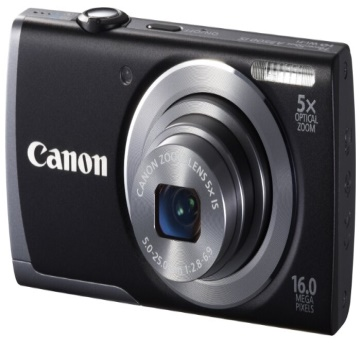 5x
OPTICAL
ZOOM
Canon
CANON ZOOM LENS 5X IS
5.0-25.0
1:2.8-6.9
16.0
MEGA
PIXELS